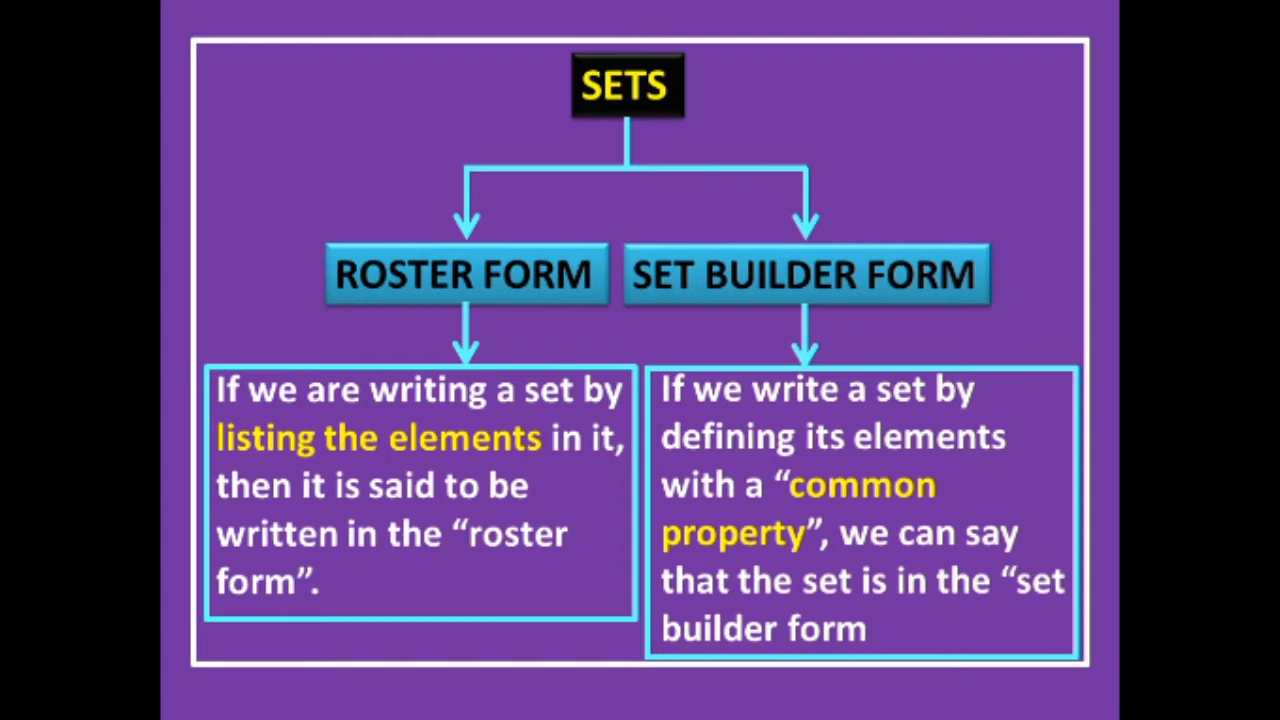 SETS
ROSTER FORM
SET BUILDER FORM
If we are writing a set by
listing the elements in it,
then it is said to be
written in the “roster
form”.
If we write a set by
defining its elements
with a “common
property”, we can say
that the set is in the “set
builder form